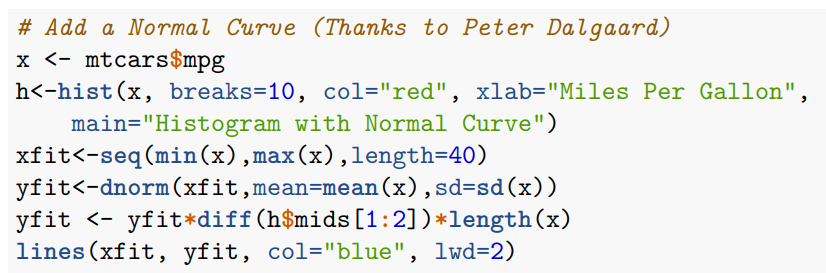 # Add a Normal Curve (Thanks to Peter Dalgaard)
x <- mtcars$mpg
h<-hist(x, breaks=10, col="red", xlab="Miles Per Gallon",
    main="Histogram with Normal Curve")
xfit<-seq(min(x),max(x),length=40)
yfit<-dnorm(xfit,mean=mean(x),sd=sd(x))
yfit <- yfit*diff(h$mids[1:2])*length(x)
lines(xfit, yfit, col="blue", lwd=2)